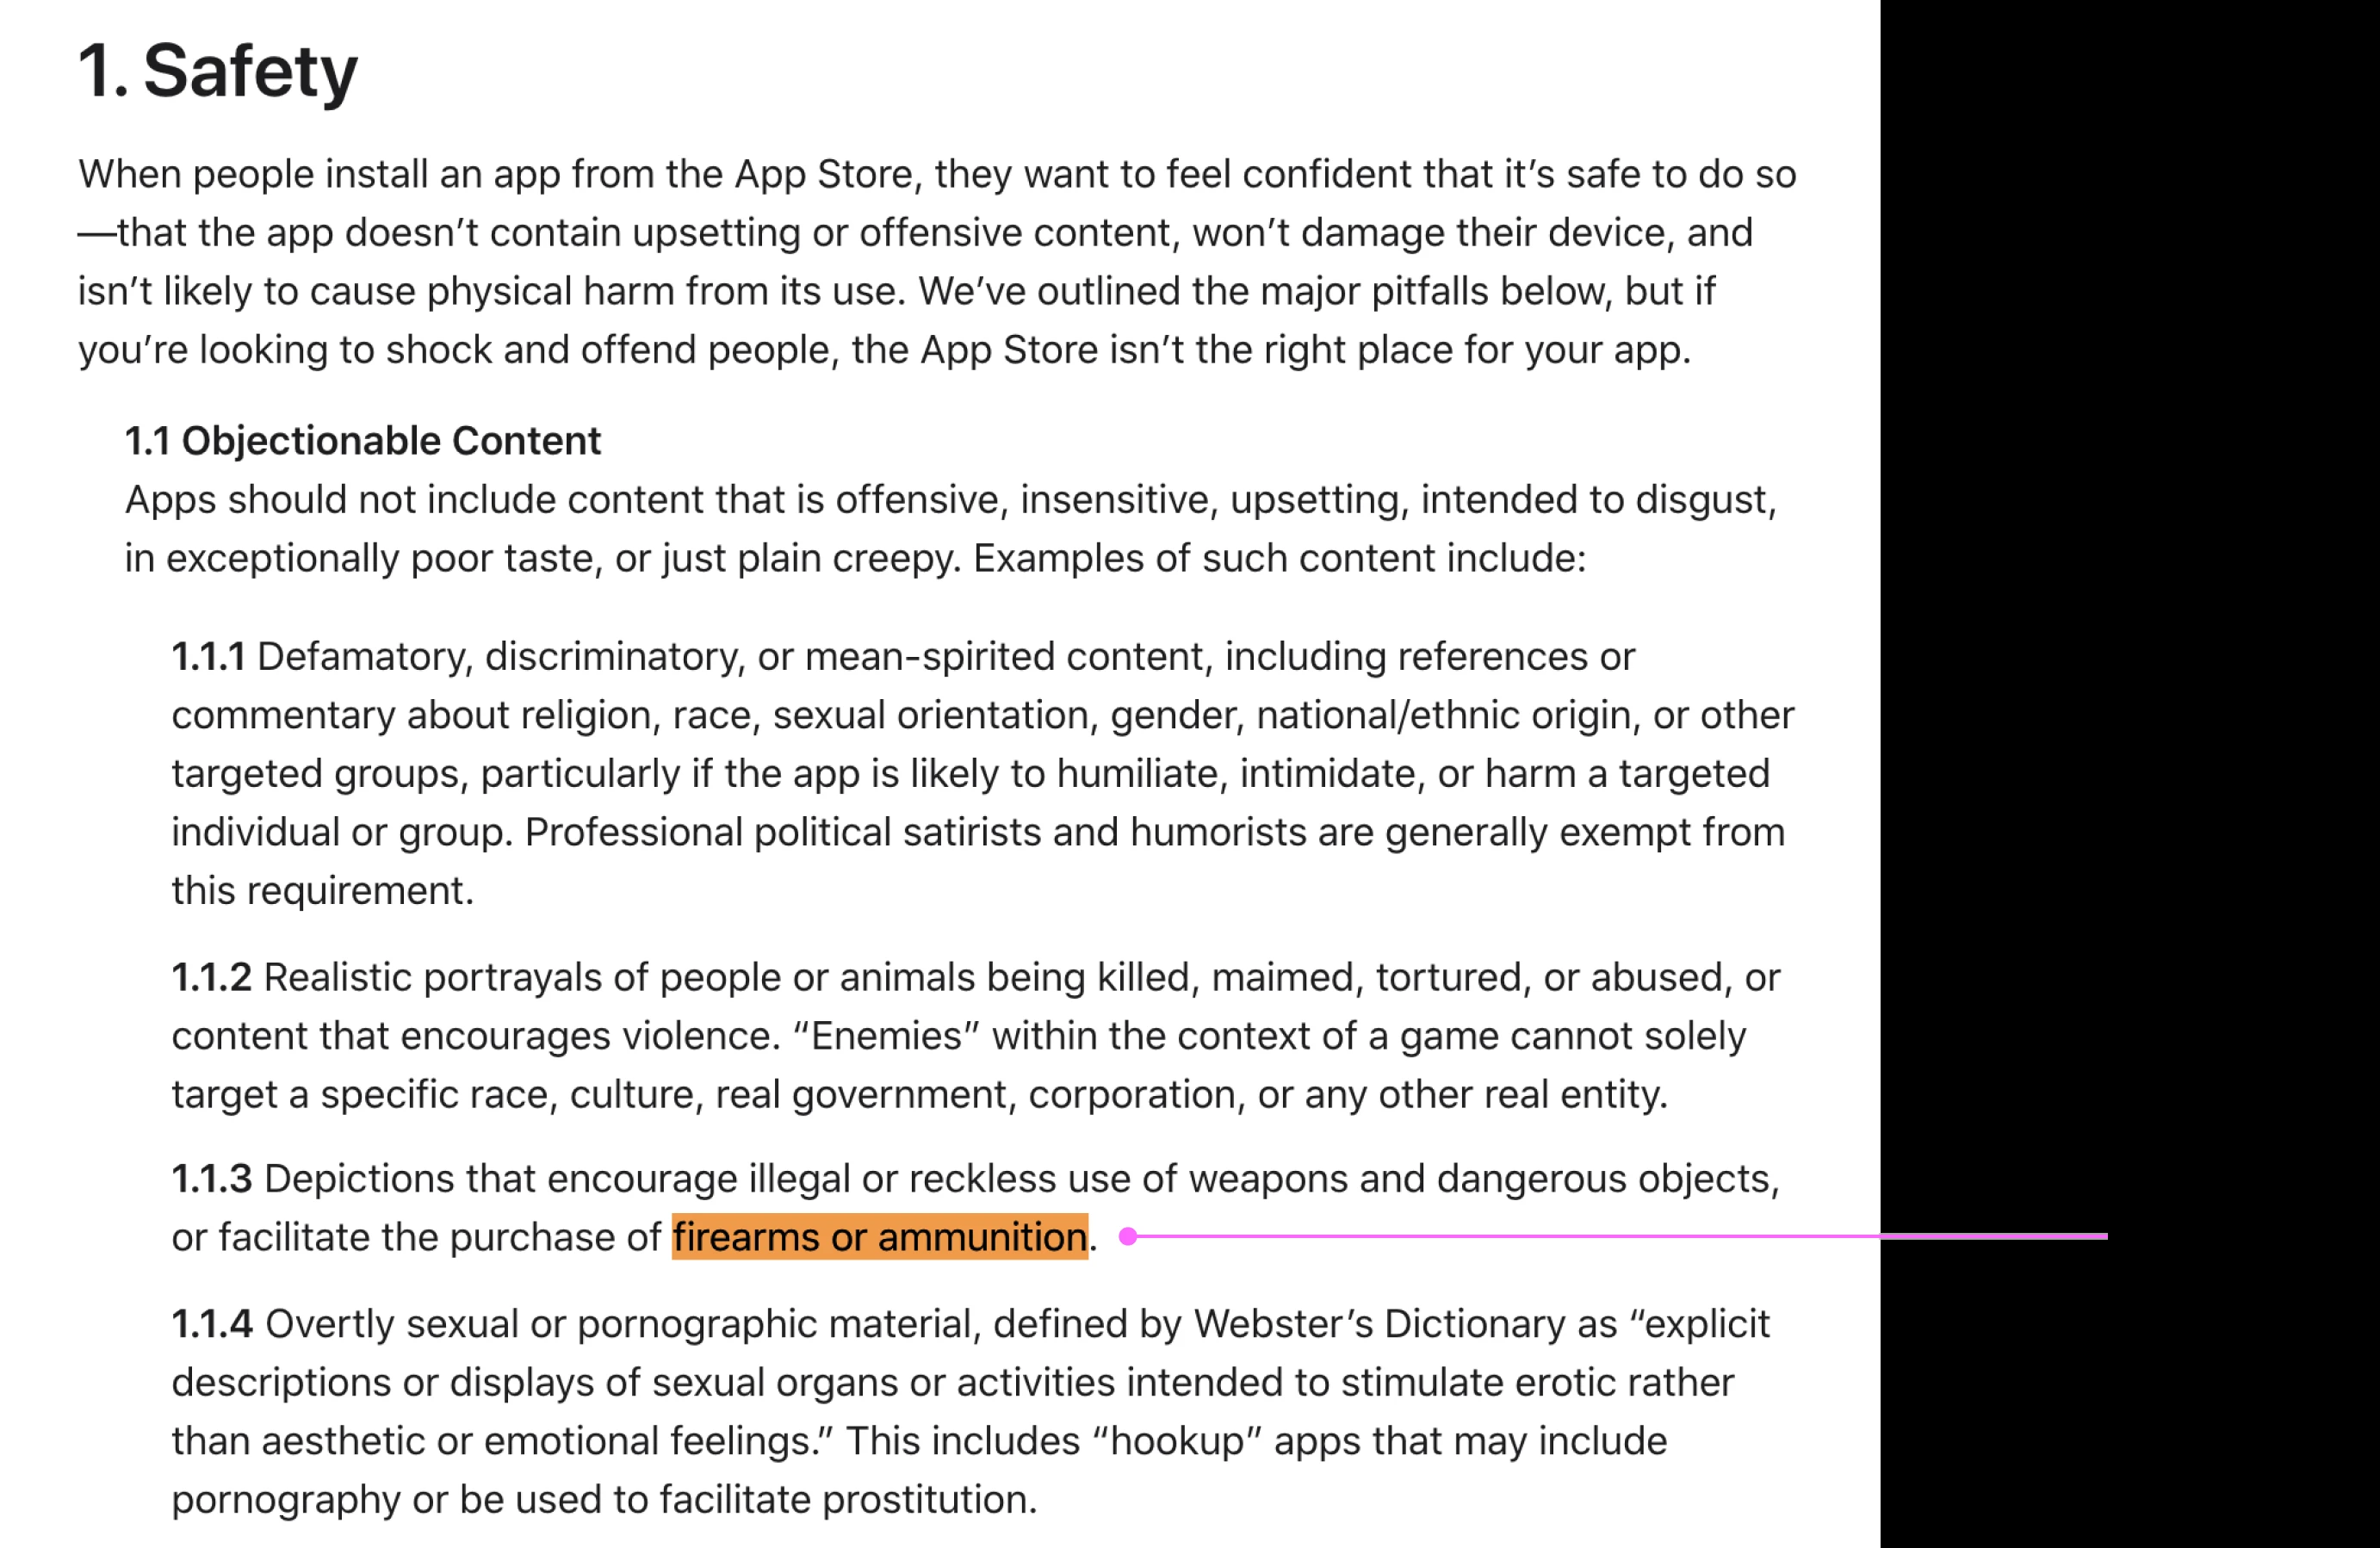 1. Safety
When people install an app from the App Store, they want to feel confident that it’s safe to do so
—that the app doesn’t contain upsetting or offensive content, won’t damage their device, and
isn’t likely to cause physical harm from its use. We’ve outlined the major pitfalls below, but if
you’re looking to shock and offend people, the App Store isn’t the right place for your app.
1.1 Objectionable Content
Apps should not include content that is offensive, insensitive, upsetting, intended to disgust,
in exceptionally poor taste, or just plain creepy. Examples of such content include:
1.1.1 Defamatory, discriminatory, or mean-spirited content, including references or
commentary about religion, race, sexual orientation, gender, national/ethnic origin, or other
targeted groups, particularly if the app is likely to humiliate, intimidate, or harm a targeted
individual or group. Professional political satirists and humorists are generally exempt from
this requirement.
1.1.2 Realistic portrayals of people or animals being killed, maimed, tortured, or abused, or
content that encourages violence. “Enemies” within the context of a game cannot solely
target a specific race, culture, real government, corporation, or any other real entity.
1.1.3 Depictions that encourage illegal or reckless use of weapons and dangerous objects,
or facilitate the purchase of firearms or ammunition.
1.1.4 Overtly sexual or pornographic material, defined by Webster’s Dictionary as “explicit
descriptions or displays of sexual organs or activities intended to stimulate erotic rather
than aesthetic or emotional feelings.” This includes “hookup” apps that may include
pornography or be used to facilitate prostitution.